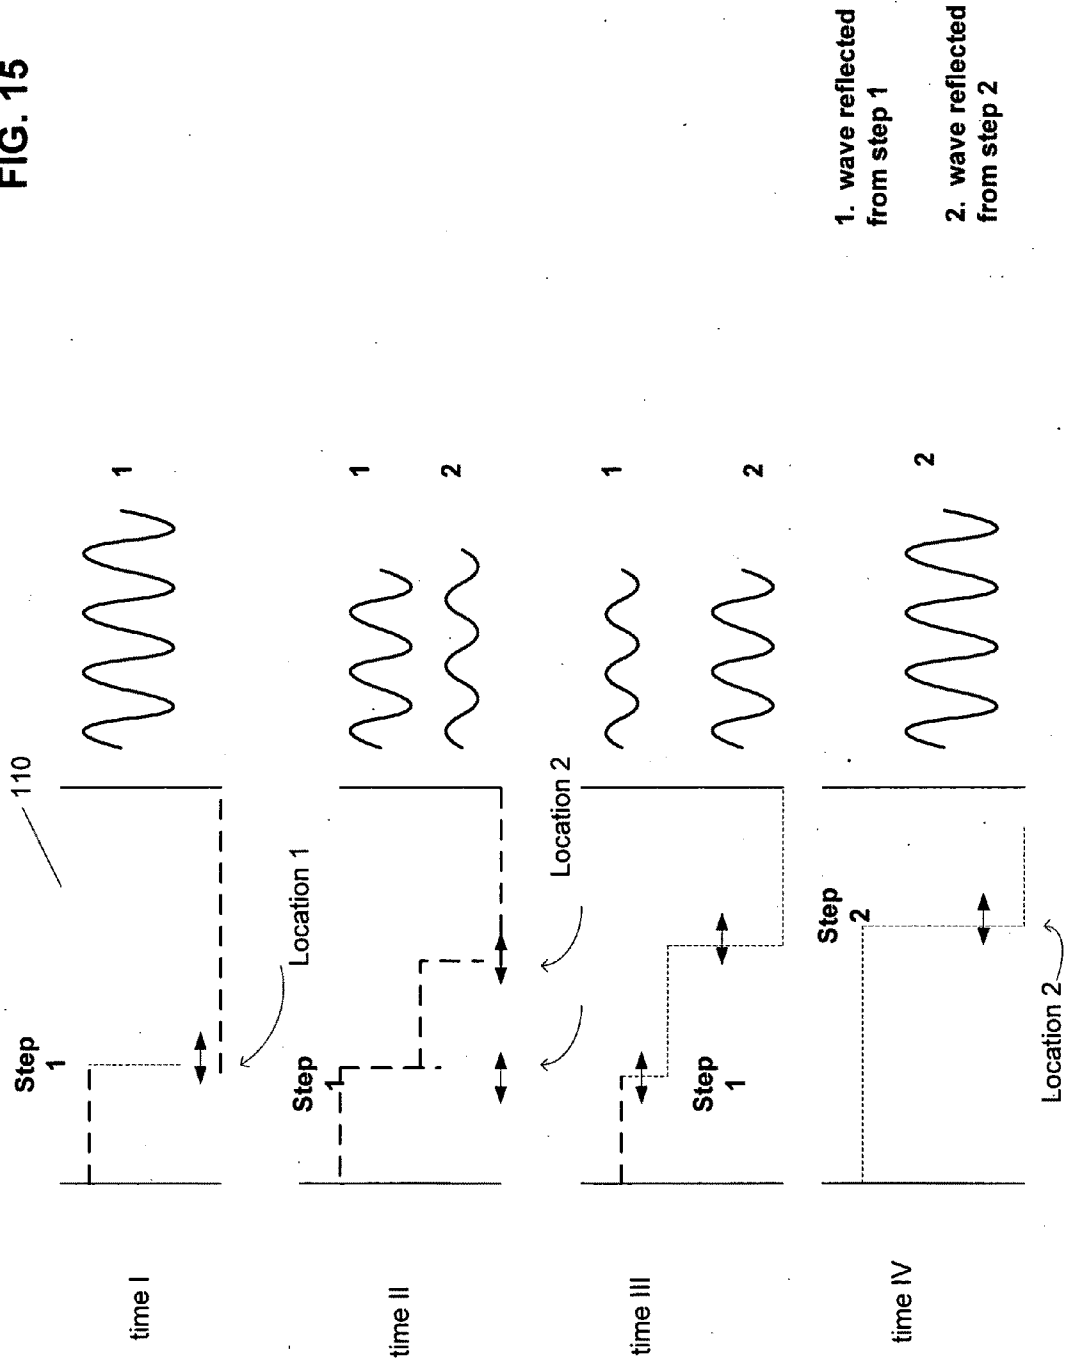 FIG. 15
110
time I
Step
1
Location 1
1
time II
Step
1
1
2
Location 2
time III
Step
1
1
2
time IV
Step
2
Location 2
2
1. wave reflected
from step 1
2. wave reflected
from step 2